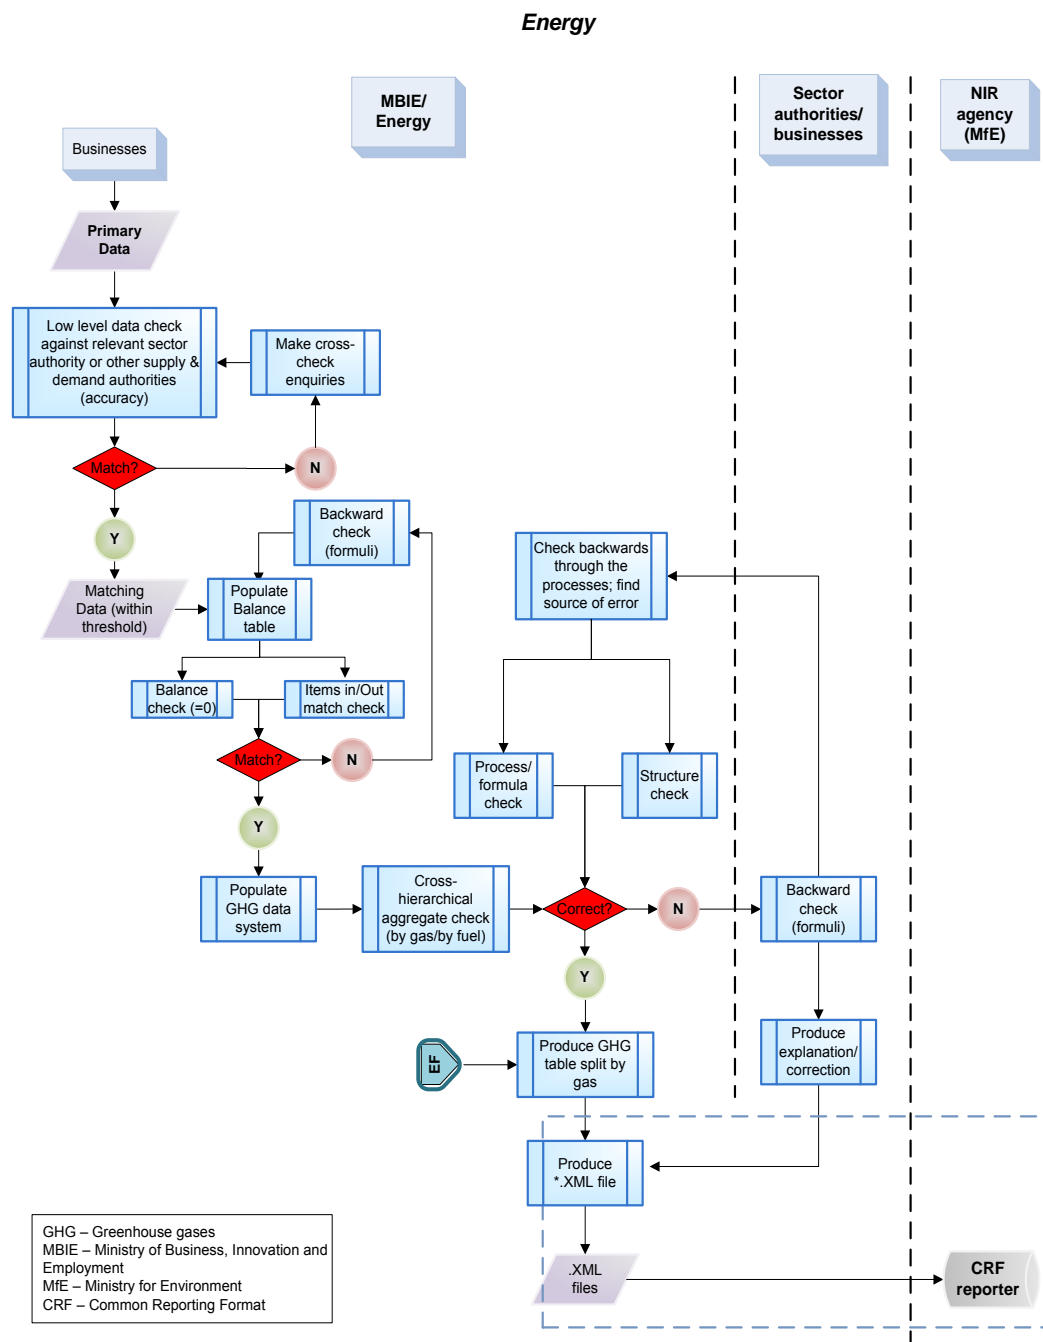 Energy
MBIE/
Energy
Sector
authorities/
businesses
NIR
agency
(MfE)
Businesses
Primary
Data
Low level data check
against relevant sector
authority or other supply &
demand authorities
(accuracy)
Make cross-
check
enquiries
Match?
N
Y
Backward
check
(formuli)
Matching
Data (within
threshold)
Populate
Balance
table
Balance
check (=0)
Items in/Out
match check
Match?
N
Y
Populate
GHG data
system
Cross-
hierarchical
aggregate check
(by gas/by fuel)
Check backwards
through the
processes; find
source of error
Process/
formula
check
Structure
check
Correct?
N
Backward
check
(formuli)
Y
EF
Produce GHG
table split by
gas
Produce
explanation/
correction
Produce
*.XML file
.XML
files
CRF
reporter
GHG – Greenhouse gases
MBIE – Ministry of Business, Innovation and
Employment
MfE – Ministry for Environment
CRF – Common Reporting Format